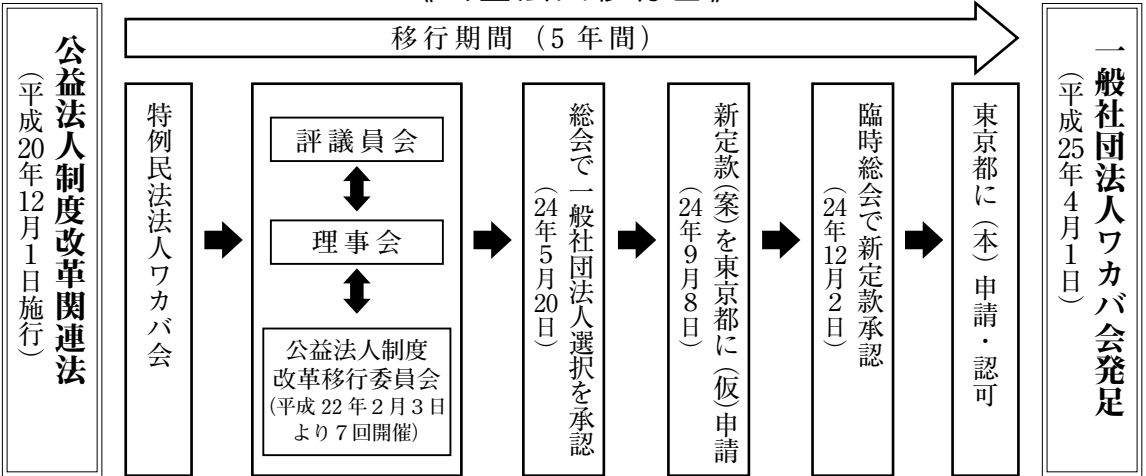 移行期間（5年間）
公益法人制度改革関連法
（平成20年12月1日施行）
特例民法法人ワカバ会
評議員会
理事会
公益法人制度
改革移行委員会
（平成22年2月3日
より7回開催）
総会で一般社団法人選択を承認
（24年5月20日）
新定款（案）を東京都に（仮）申請
（24年9月8日）
臨時総会で新定款承認
（24年12月2日）
東京都に（本）申請・認可
一般社団法人ワカバ会発足
（平成25年4月1日）